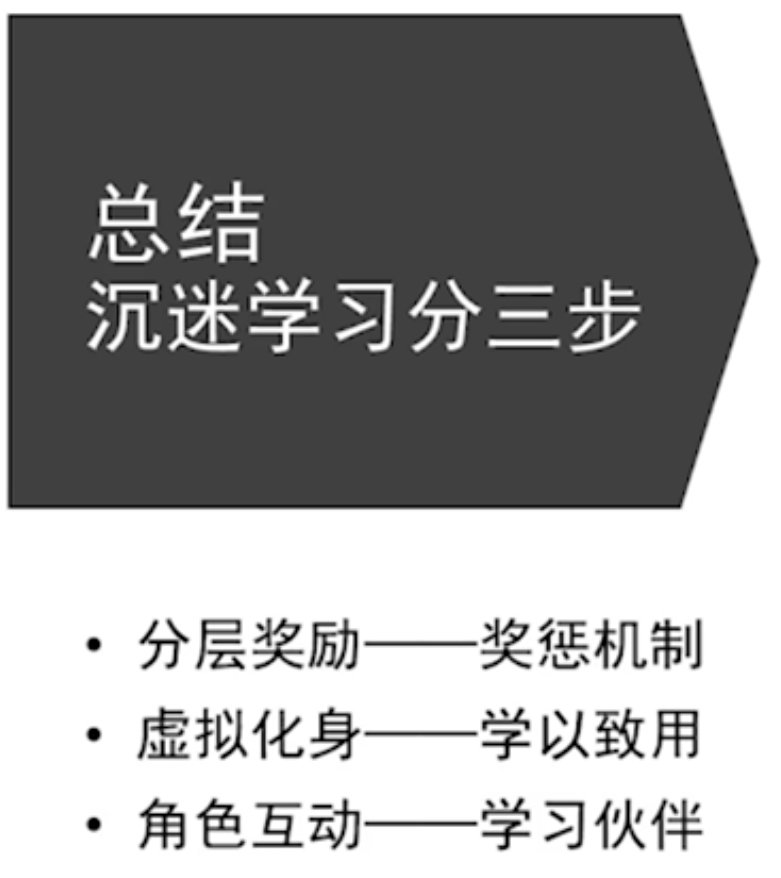 总结
沉迷学习分三步
• 分层奖励——奖惩机制
• 虚拟化身——学以致用
• 角色互动——学习伙伴